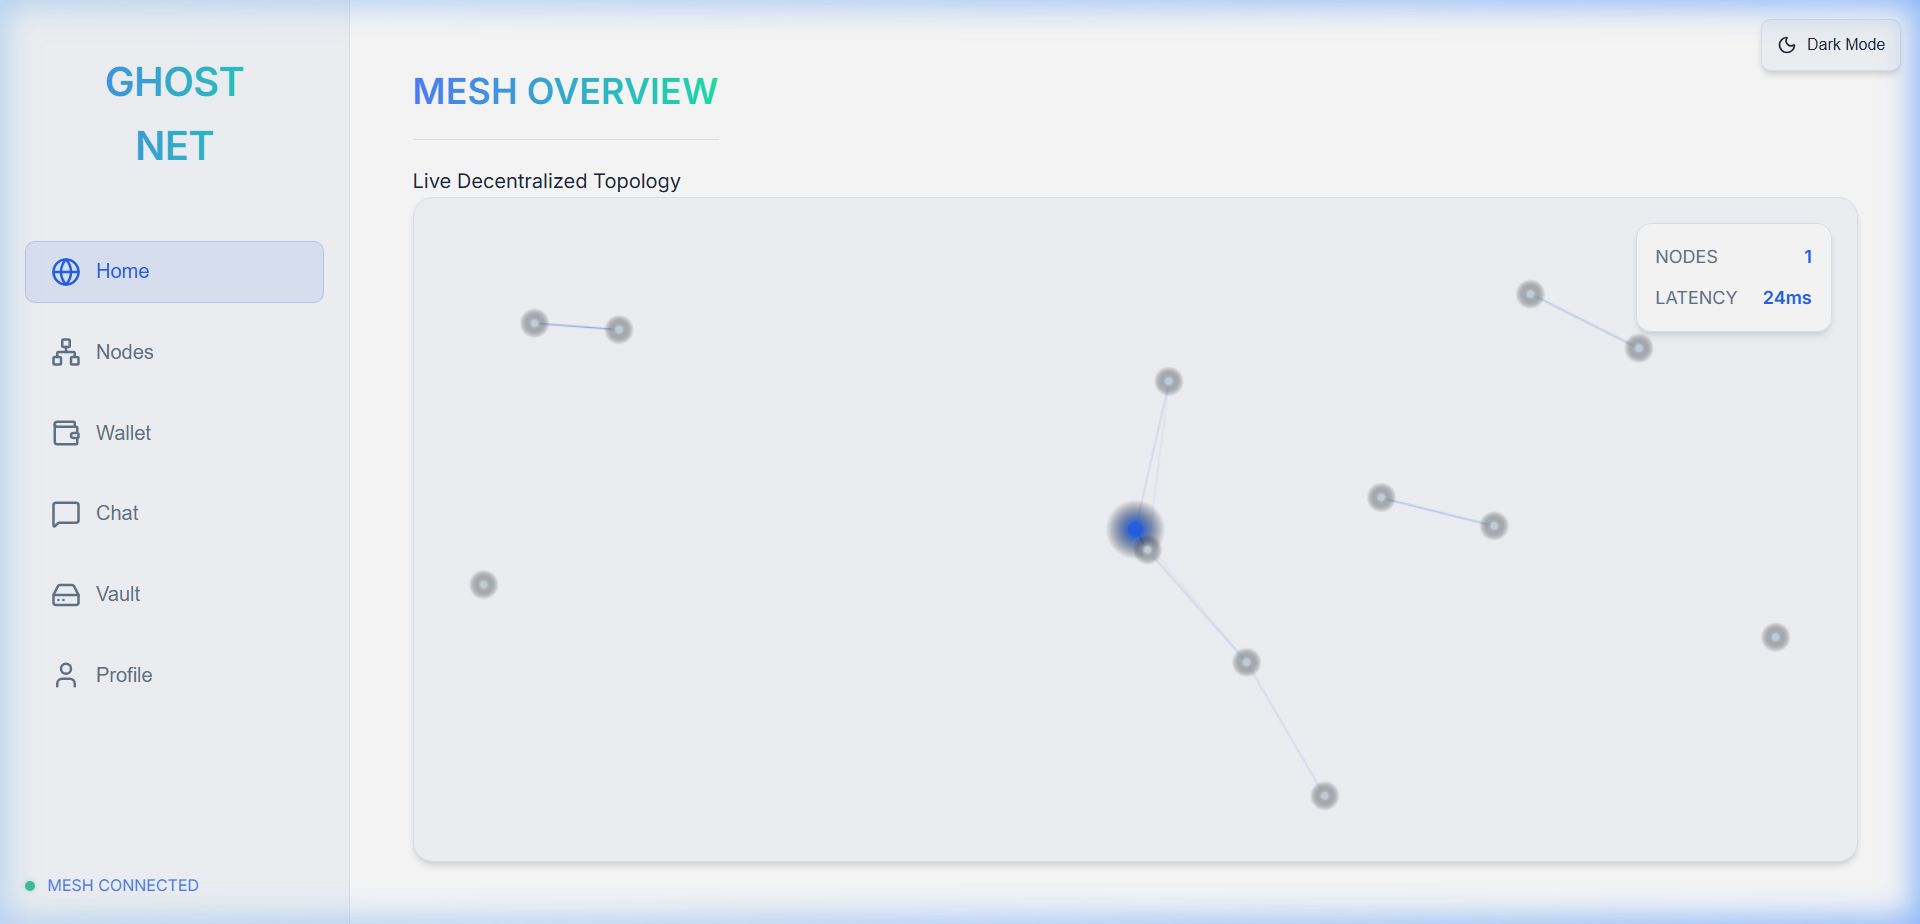 GHOST
NET
Home
Nodes
Wallet
Chat
Vault
Profile
MESH CONNECTED
Dark Mode
MESH OVERVIEW
Live Decentralized Topology
NODES 1
LATENCY 24ms